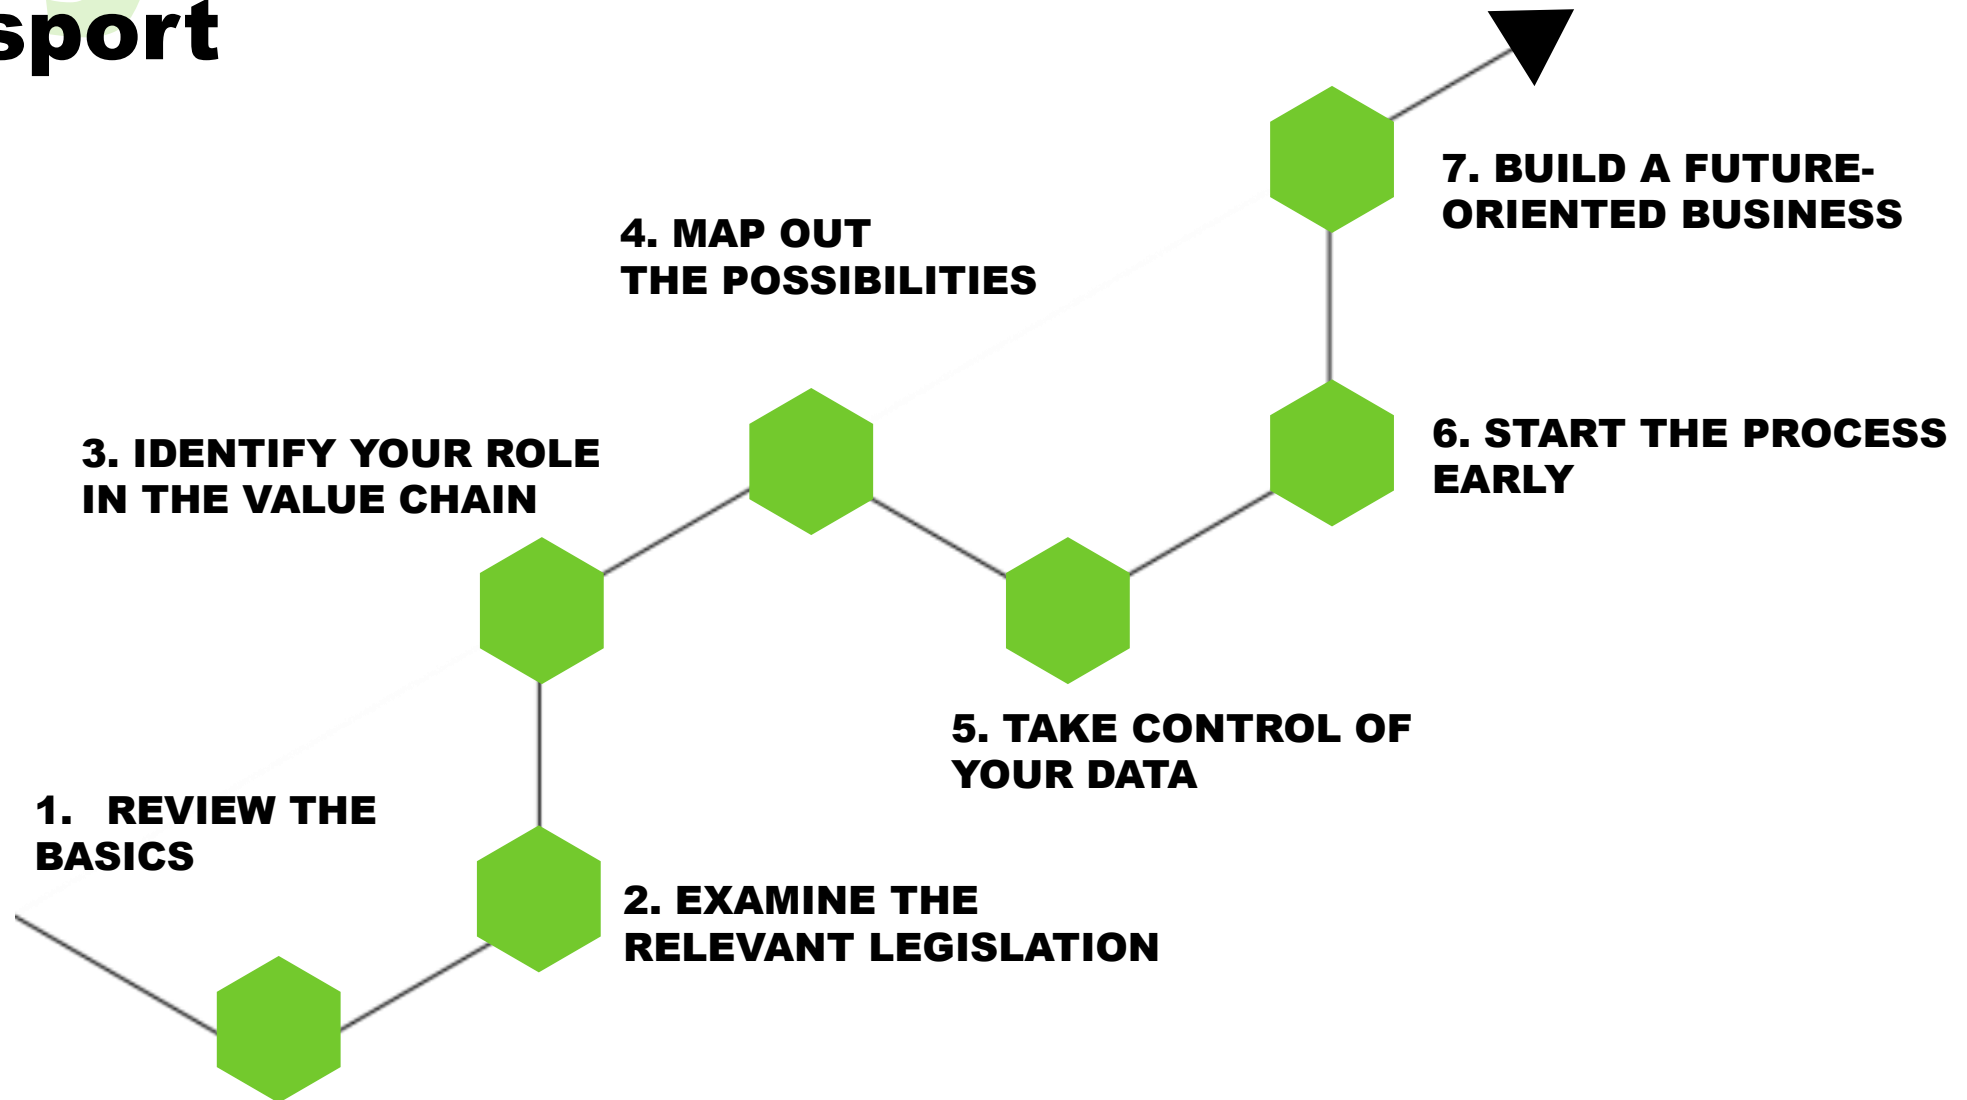 sport
1. REVIEW THE
BASICS
2. EXAMINE THE
RELEVANT LEGISLATION
3. IDENTIFY YOUR ROLE
IN THE VALUE CHAIN
4. MAP OUT
THE POSSIBILITIES
5. TAKE CONTROL OF
YOUR DATA
6. START THE PROCESS
EARLY
7. BUILD A FUTURE-
ORIENTED BUSINESS